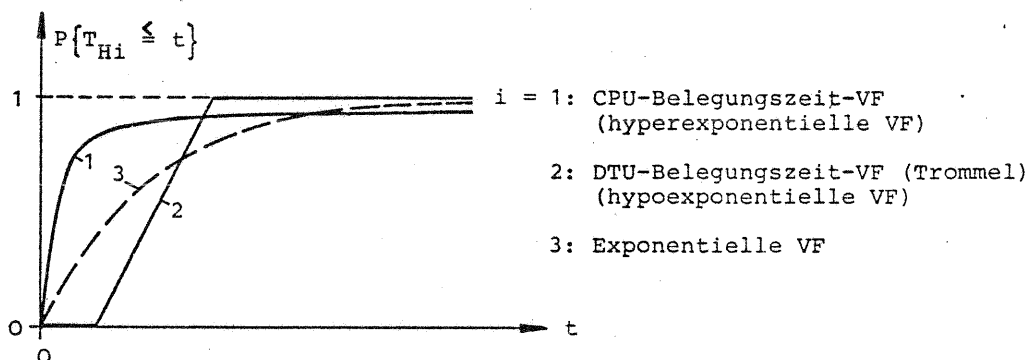 P{T_Hi ≦ t}
1
i = 1: CPU-Belegungszeit-VF
(hyperexponentielle VF)
1
3
2: DTU-Belegungszeit-VF (Trommel)
(hypoexponentielle VF)
2
3: Exponentielle VF
0
t
0